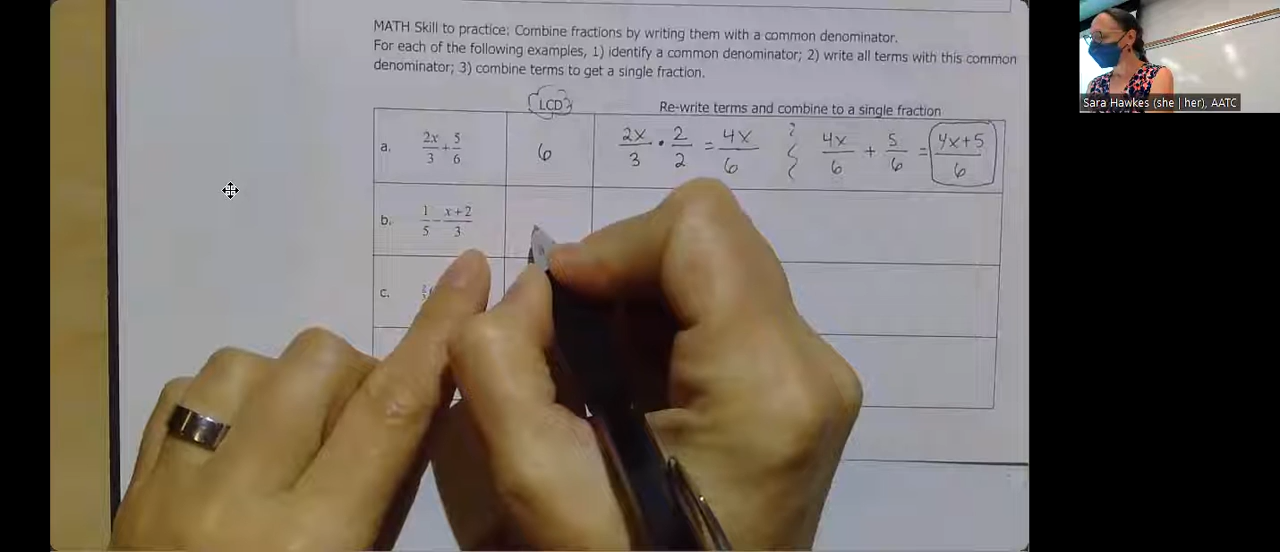 MATH Skill to practice: Combine fractions by writing them with a common denominator.
For each of the following examples, 1) identify a common denominator; 2) write all terms with this common
denominator; 3) combine terms to get a single fraction.
LCD Re-write terms and combine to a single fraction
a. 2x/3 + 5/6 6 2x/3 • 2/2 = 4x/6 4x/6 + 5/6 = 4x+5/6
b. 1/5 - x+2/3
c.
Sara Hawkes (she | her), AATC